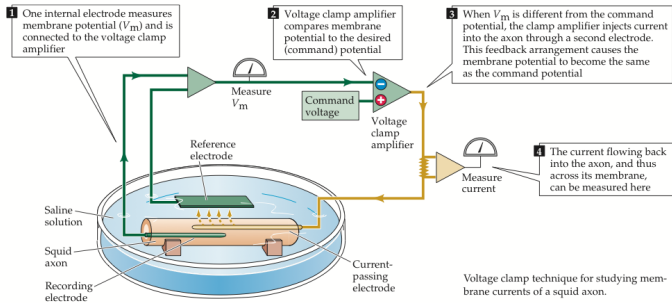 1 One internal electrode measures
membrane potential (Vm) and is
connected to the voltage clamp
amplifier
2 Voltage clamp amplifier
compares membrane
potential to the desired
(command) potential
3 When Vm is different from the command
potential, the clamp amplifier injects current
into the axon through a second electrode.
This feedback arrangement causes the
membrane potential to become the same
as the command potential
Measure
Vm
Command
voltage
−
+
Voltage
clamp
amplifier
4 The current flowing back
into the axon, and thus
across its membrane,
can be measured here
Measure
current
Reference
electrode
Saline
solution
Squid
axon
Recording
electrode
Current-
passing
electrode
Voltage clamp technique for studying mem-
brane currents of a squid axon.